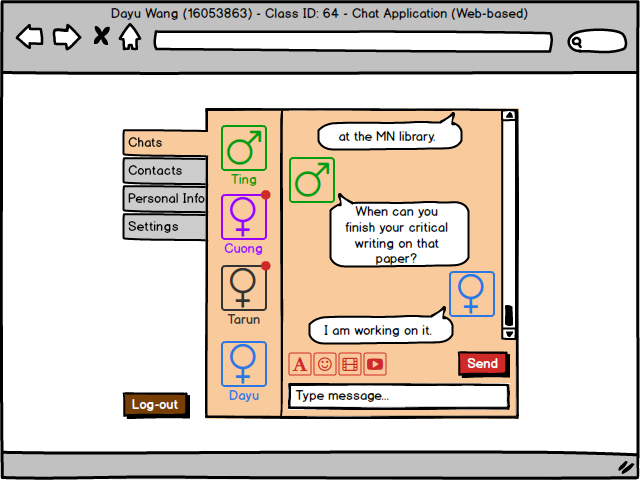 Dayu Wang (16053863) - Class ID: 64 - Chat Application (Web-based)
Chats
Contacts
Personal Info
Settings
Log-out
Ting
Cuong
Tarun
Dayu
at the MN library.
When can you
finish your critical
writing on that
paper?
I am working on it.
A
Send
Type message...